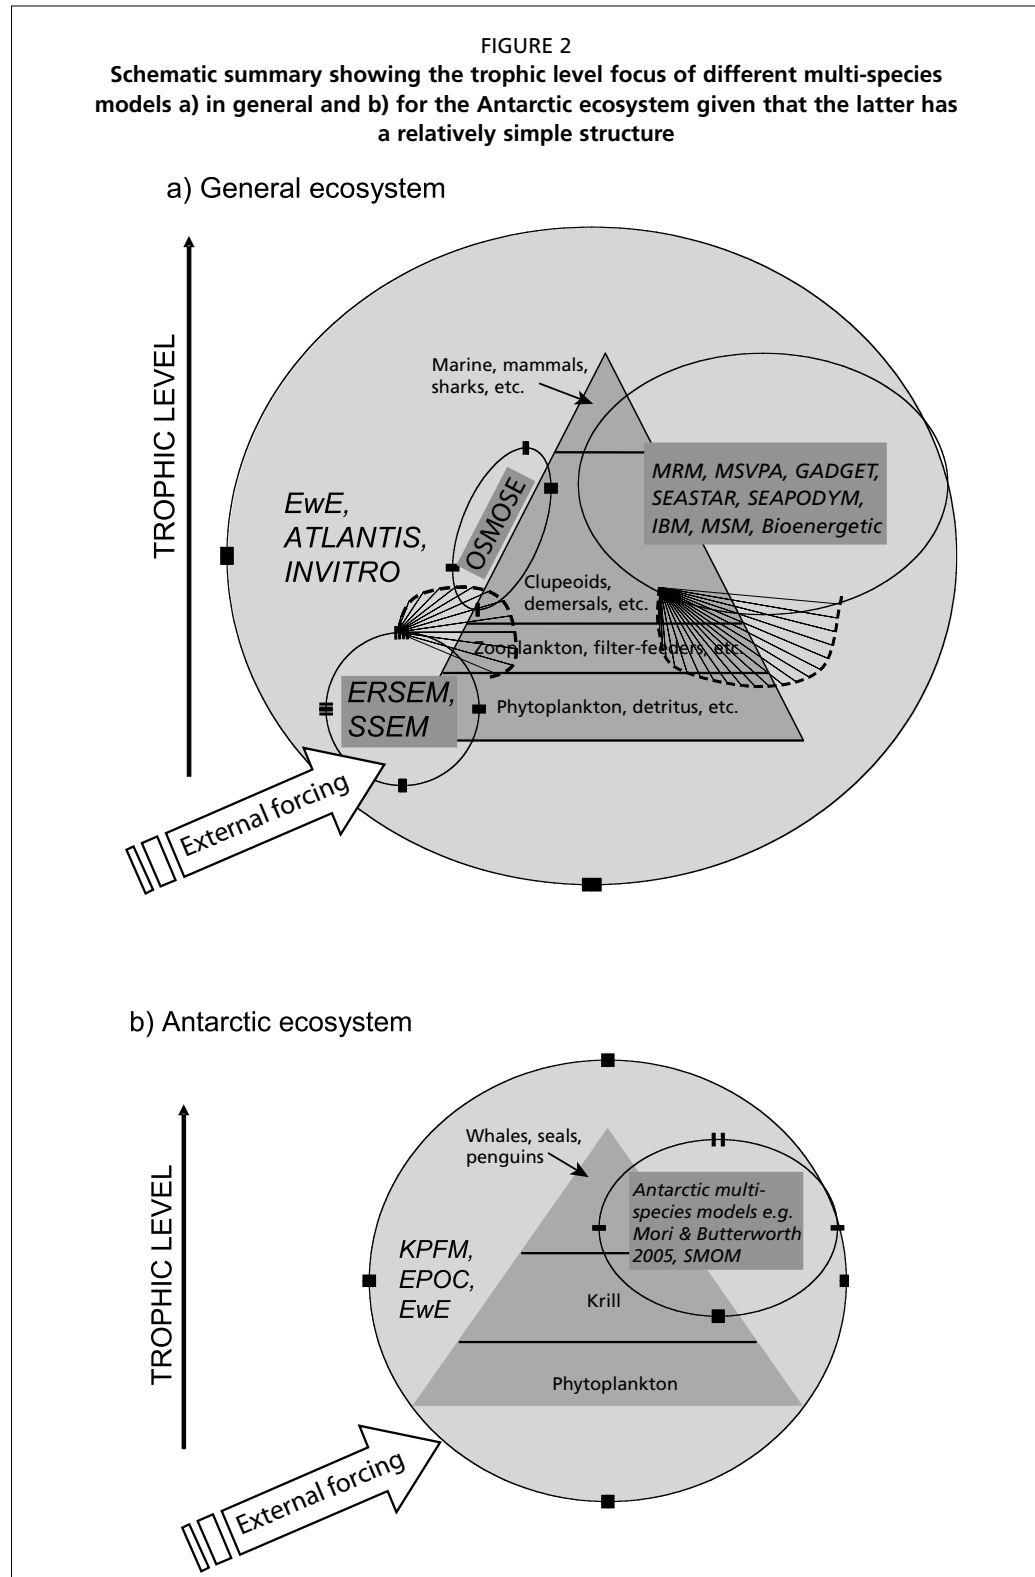 FIGURE 2
Schematic summary showing the trophic level focus of different multi-species
models a) in general and b) for the Antarctic ecosystem given that the latter has
a relatively simple structure
a) General ecosystem
TROPHIC LEVEL
Marine, mammals,
sharks, etc.
MRM, MSVPA, GADGET,
SEASTAR, SEAPODYM,
IBM, MSM, Bioenergetic
EwE,
ATLANTIS,
INVITRO
OSMOSE
Clupeoids,
demersals, etc.
Zooplankton, filter-feeders, etc.
ERSEM,
SSEM
Phytoplankton, detritus, etc.
External forcing
b) Antarctic ecosystem
TROPHIC LEVEL
Whales, seals,
penguins
Antarctic multi-
species models e.g.
Mori & Butterworth
2005, SMOM
KPFM,
EPOC,
EwE
Krill
Phytoplankton
External forcing